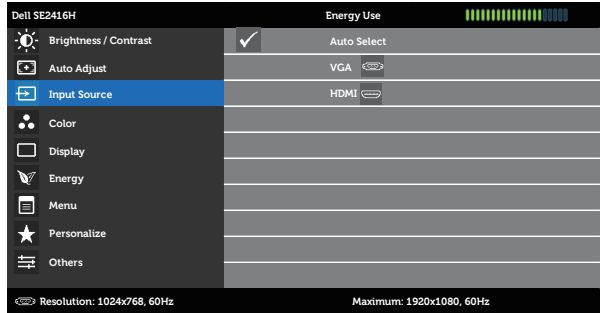 Dell SE2416H Energy Use
Brightness / Contrast Auto Select
Auto Adjust VGA
Input Source HDMI
Color
Display
Energy
Menu
Personalize
Others
Resolution: 1024x768, 60Hz Maximum: 1920x1080, 60Hz